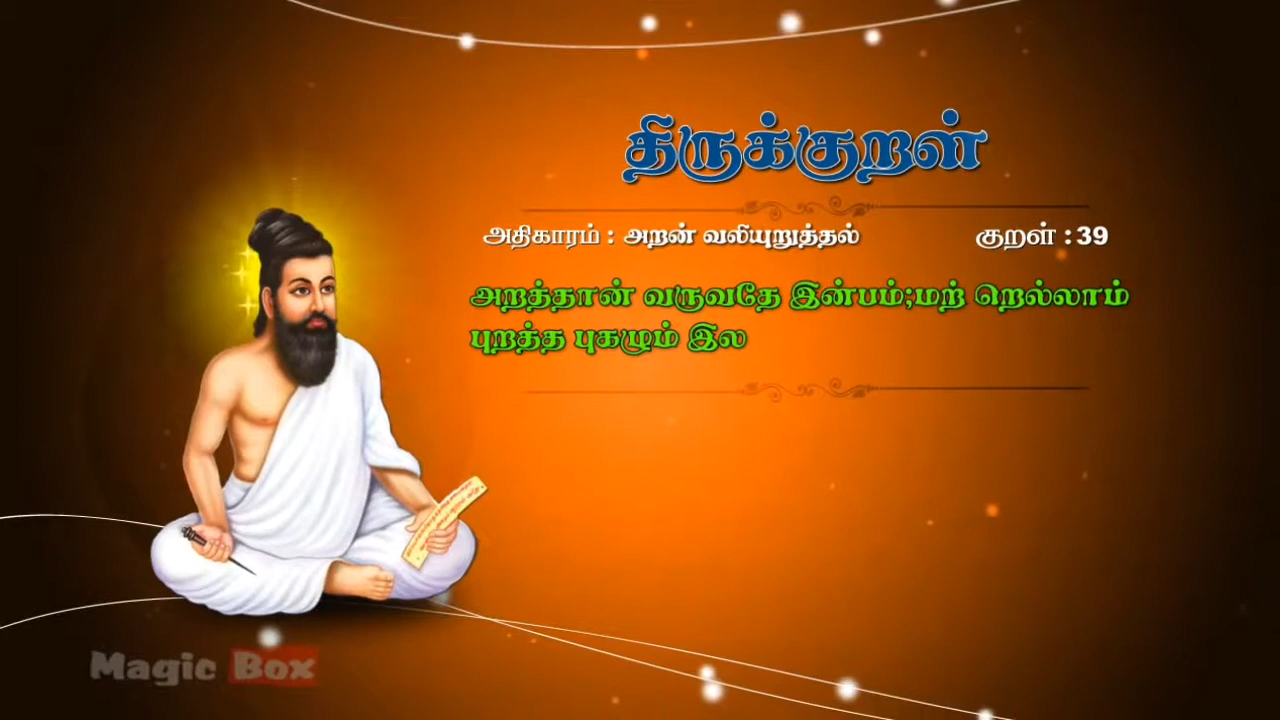 திருக்குறள்
அதிகாரம் : அறன் வலியுறுத்தல் குறள் :39
அறத்தான் வருவதே இன்பம்;மற் றெல்லாம்
புறத்த புகழும் இல
Magic Box